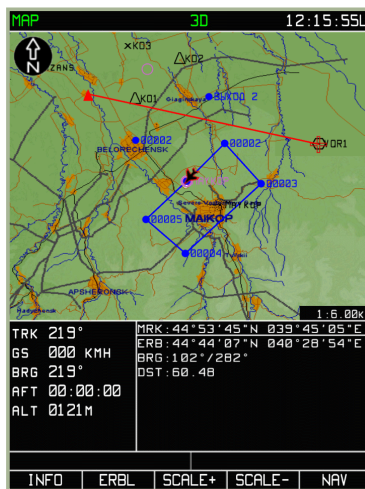 MAP 3D 12:15:55L
×K03
K02
N
ZANS
K01
Giaginskaya
00002
BELORECHENSK
00002
VOR1
00003
00005
MAIKOP
00004
APSHERONSK
Hadyzhensk
1:6.00K
TRK 219°
GS 000 KMH
BRG 219°
AFT 00:00:00
ALT 0121M
MRK:44°53'45"N 039°45'05"E
ERB:44°44'07"N 040°28'54"E
BRG:102°/282°
DST:60.48
INFO ERBL SCALE+ SCALE- NAV